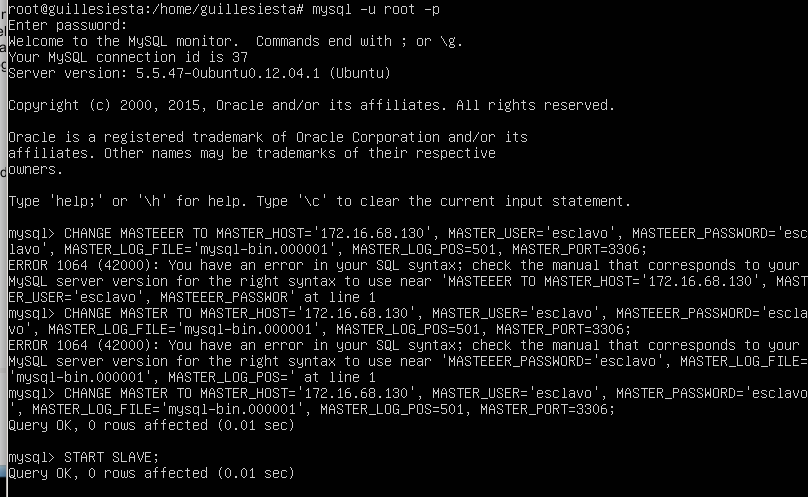 root@guillesiesta:/home/guillesiesta# mysql -u root -p
Enter password:
Welcome to the MySQL monitor.  Commands end with ; or \g.
Your MySQL connection id is 37
Server version: 5.5.47-0ubuntu0.12.04.1 (Ubuntu)

Copyright (c) 2000, 2015, Oracle and/or its affiliates. All rights reserved.

Oracle is a registered trademark of Oracle Corporation and/or its
affiliates. Other names may be trademarks of their respective
owners.

Type 'help;' or '\h' for help. Type '\c' to clear the current input statement.

mysql> CHANGE MASTEEER TO MASTER_HOST='172.16.68.130', MASTER_USER='esclavo', MASTEEER_PASSWORD='esc
lavo', MASTER_LOG_FILE='mysql-bin.000001', MASTER_LOG_POS=501, MASTER_PORT=3306;
ERROR 1064 (42000): You have an error in your SQL syntax; check the manual that corresponds to your
MySQL server version for the right syntax to use near 'MASTEEER TO MASTER_HOST='172.16.68.130', MAST
ER_USER='esclavo', MASTEEER_PASSWOR' at line 1
mysql> CHANGE MASTER TO MASTER_HOST='172.16.68.130', MASTER_USER='esclavo', MASTEEER_PASSWORD='escla
vo', MASTER_LOG_FILE='mysql-bin.000001', MASTER_LOG_POS=501, MASTER_PORT=3306;
ERROR 1064 (42000): You have an error in your SQL syntax; check the manual that corresponds to your
MySQL server version for the right syntax to use near 'MASTEEER_PASSWORD='esclavo', MASTER_LOG_FILE=
'mysql-bin.000001', MASTER_LOG_POS=' at line 1
mysql> CHANGE MASTER TO MASTER_HOST='172.16.68.130', MASTER_USER='esclavo', MASTER_PASSWORD='esclavo
', MASTER_LOG_FILE='mysql-bin.000001', MASTER_LOG_POS=501, MASTER_PORT=3306;
Query OK, 0 rows affected (0.01 sec)

mysql> START SLAVE;
Query OK, 0 rows affected (0.01 sec)